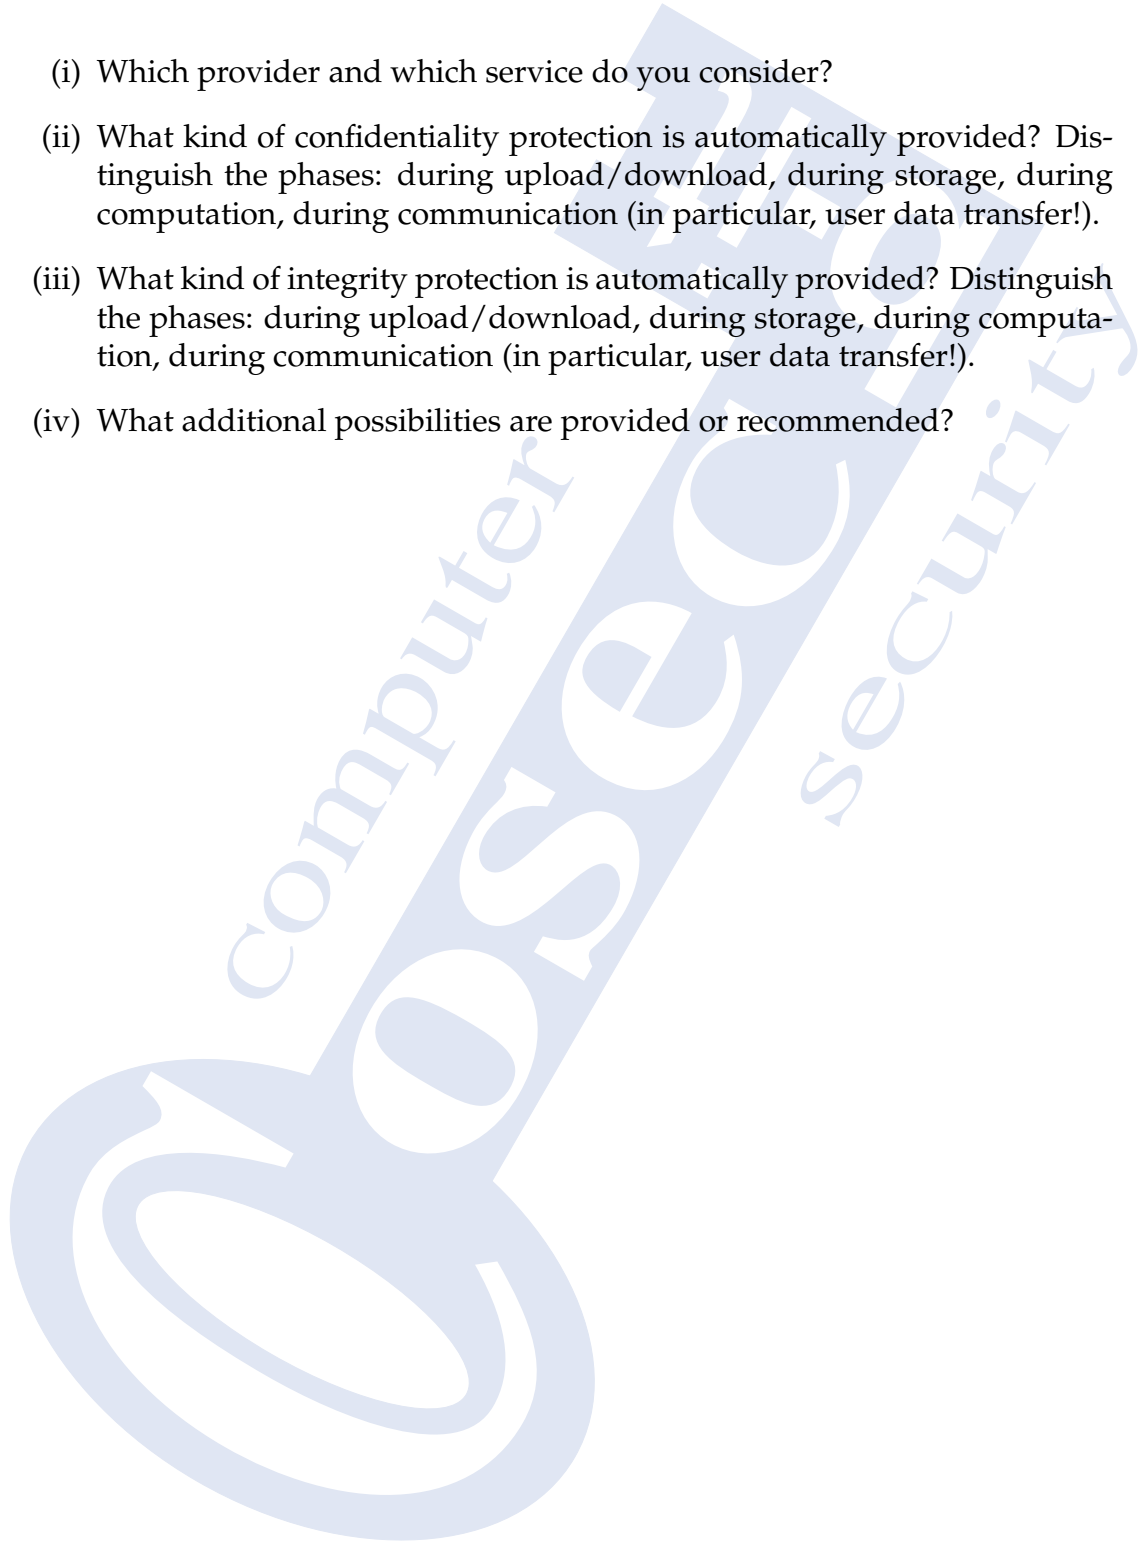 (i) Which provider and which service do you consider?
(ii) What kind of confidentiality protection is automatically provided? Dis-
tinguish the phases: during upload/download, during storage, during
computation, during communication (in particular, user data transfer!).
(iii) What kind of integrity protection is automatically provided? Distinguish
the phases: during upload/download, during storage, during computa-
tion, during communication (in particular, user data transfer!).
(iv) What additional possibilities are provided or recommended?
cosec
computer
security